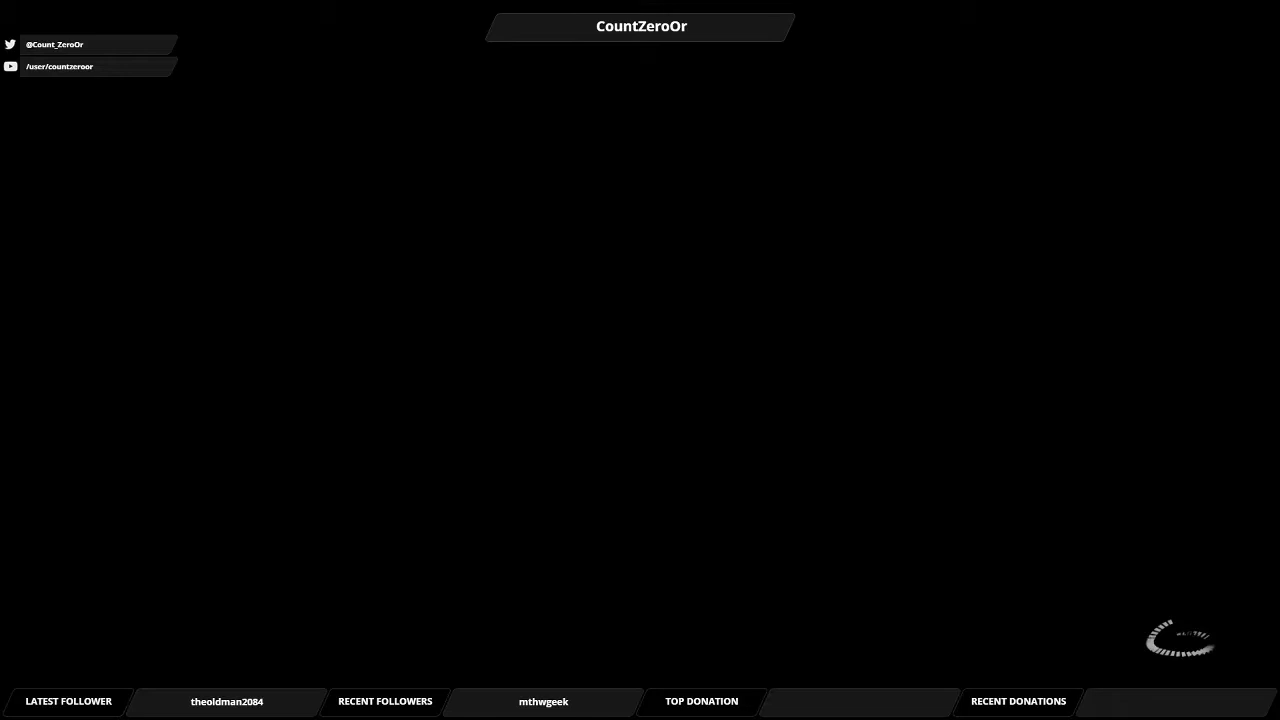 CountZeroOr
@Count_ZeroOr
/user/countzeroor
LATEST FOLLOWER
theoldman2084
RECENT FOLLOWERS
mthwgeek
TOP DONATION
RECENT DONATIONS